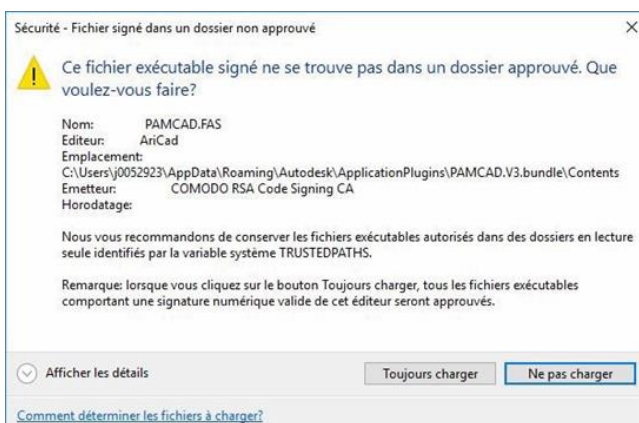 Sécurité - Fichier signé dans un dossier non approuvé
Ce fichier exécutable signé ne se trouve pas dans un dossier approuvé. Que
voulez-vous faire?
Nom: PAMCAD.FAS
Editeur: AriCad
Emplacement:
C:\Users\j0052923\AppData\Roaming\Autodesk\ApplicationPlugins\PAMCAD.V3.bundle\Contents
Emetteur: COMODO RSA Code Signing CA
Horodatage:
Nous vous recommandons de conserver les fichiers exécutables autorisés dans des dossiers en lecture
seule identifiés par la variable système TRUSTEDPATHS.
Remarque: lorsque vous cliquez sur le bouton Toujours charger, tous les fichiers exécutables
comportant une signature numérique valide de cet éditeur seront approuvés.
Afficher les détails
Toujours charger
Ne pas charger
Comment déterminer les fichiers à charger?